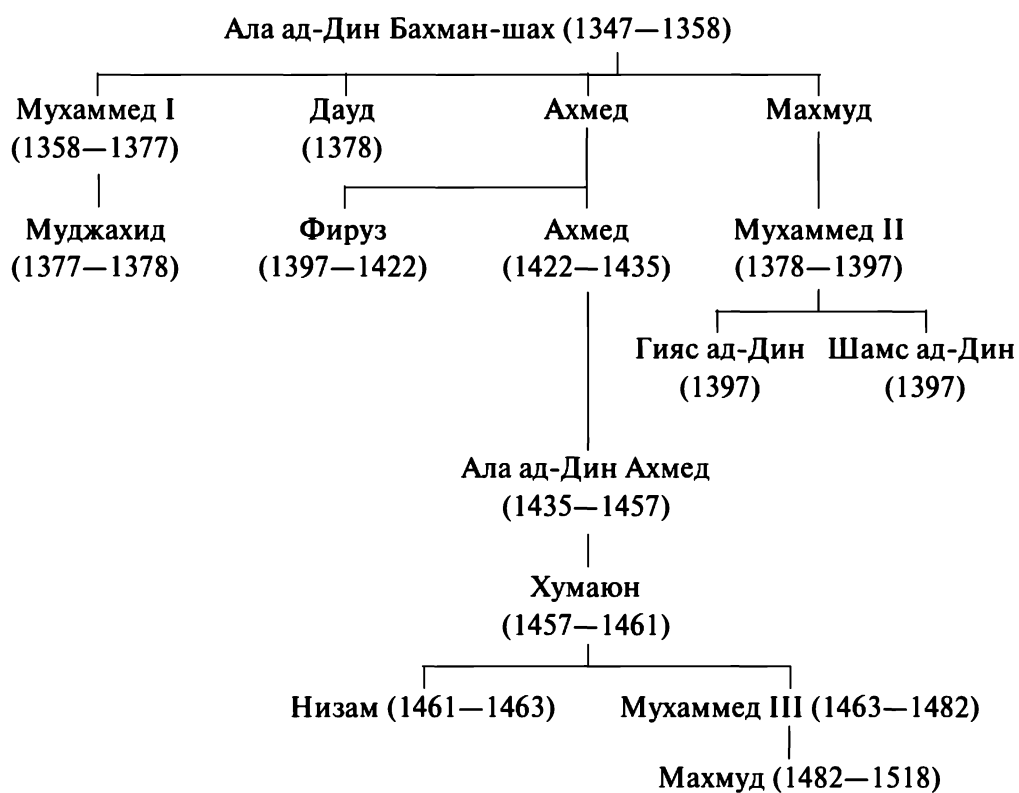 Ала ад-Дин Бахман-шах (1347—1358)
Мухаммед I Дауд Ахмед Махмуд
(1358—1377) (1378)
Муджахид Фируз Ахмед Мухаммед II
(1377—1378) (1397—1422) (1422—1435) (1378—1397)
Гияс ад-Дин Шамс ад-Дин
(1397) (1397)
Ала ад-Дин Ахмед
(1435—1457)
Хумаюн
(1457—1461)
Низам (1461—1463) Мухаммед III (1463—1482)
Махмуд (1482—1518)